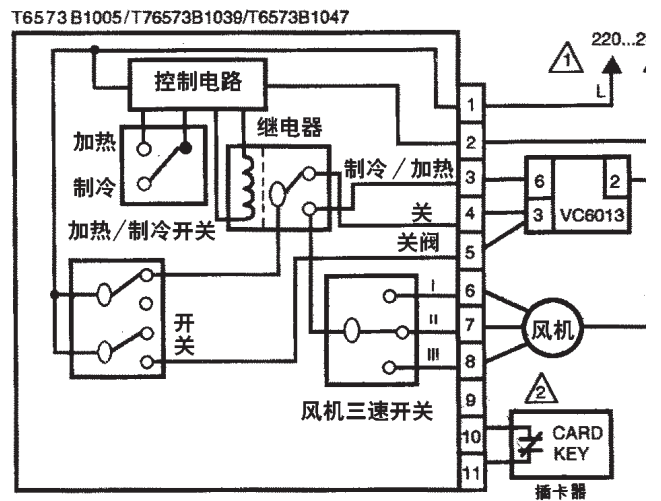 T6573B1005/T76573B1039/T6573B1047
1
220...2
L
控制电路
1
继电器
2
加热
制冷/加热
3
6
2
制冷
关
4
3
VC6013
加热/制冷开关
关阀
5
I
6
开关
II
7
风机
III
8
风机三速开关
9
2
10
CARD
KEY
11
插卡器